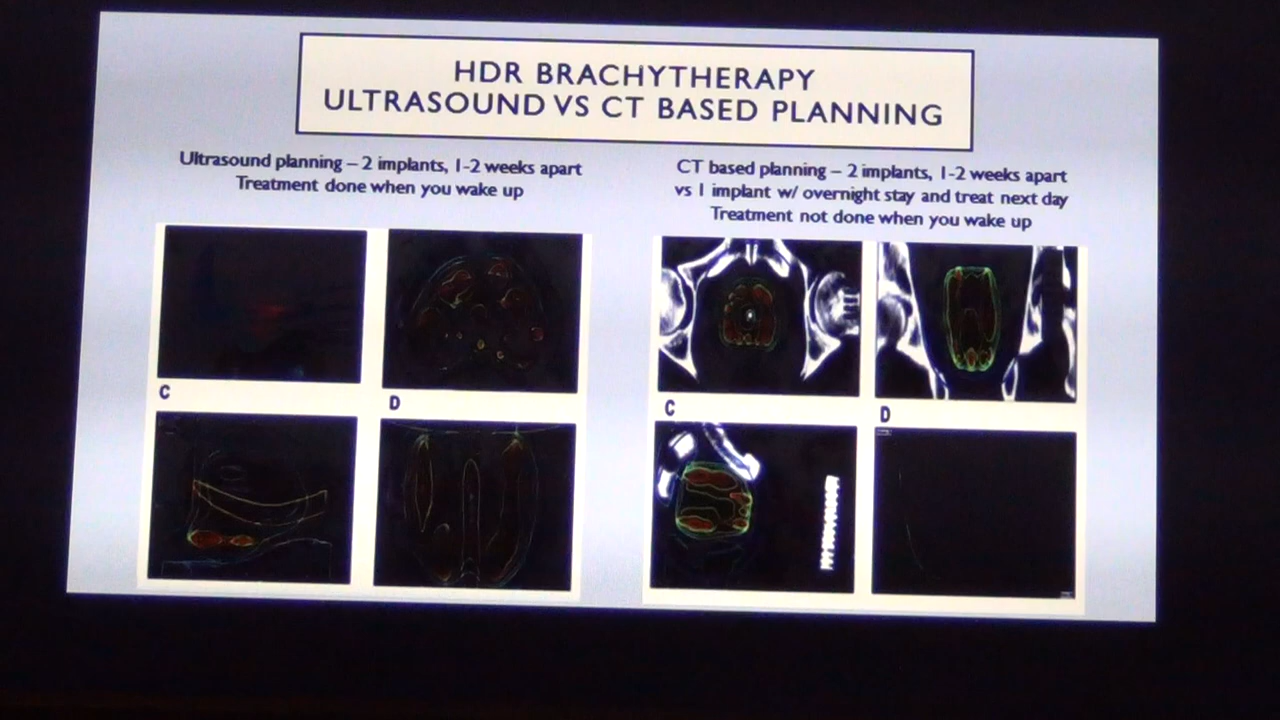 HDR BRACHYTHERAPY
ULTRASOUND VS CT BASED PLANNING
Ultrasound planning – 2 implants, 1-2 weeks apart
Treatment done when you wake up
CT based planning – 2 implants, 1-2 weeks apart
vs 1 implant w/ overnight stay and treat next day
Treatment not done when you wake up
C
D
C
D